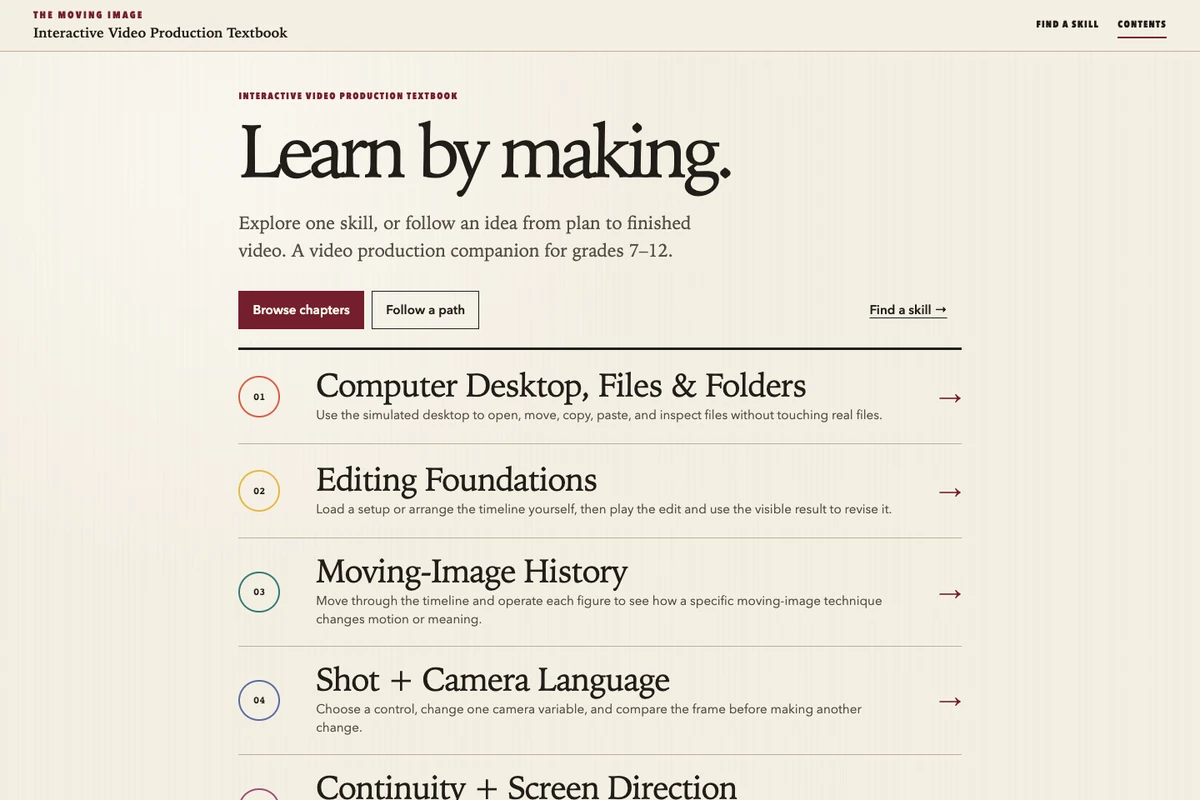 THE MOVING IMAGE
Interactive Video Production Textbook
FIND A SKILL
CONTENTS
INTERACTIVE VIDEO PRODUCTION TEXTBOOK
Learn by making.
Explore one skill, or follow an idea from plan to finished
video. A video production companion for grades 7–12.
Browse chapters
Follow a path
Find a skill →
01
Computer Desktop, Files & Folders
Use the simulated desktop to open, move, copy, paste, and inspect files without touching real files.
→
02
Editing Foundations
Load a setup or arrange the timeline yourself, then play the edit and use the visible result to revise it.
→
03
Moving-Image History
Move through the timeline and operate each figure to see how a specific moving-image technique
changes motion or meaning.
→
04
Shot + Camera Language
Choose a control, change one camera variable, and compare the frame before making another
change.
→
Continuity + Screen Direction